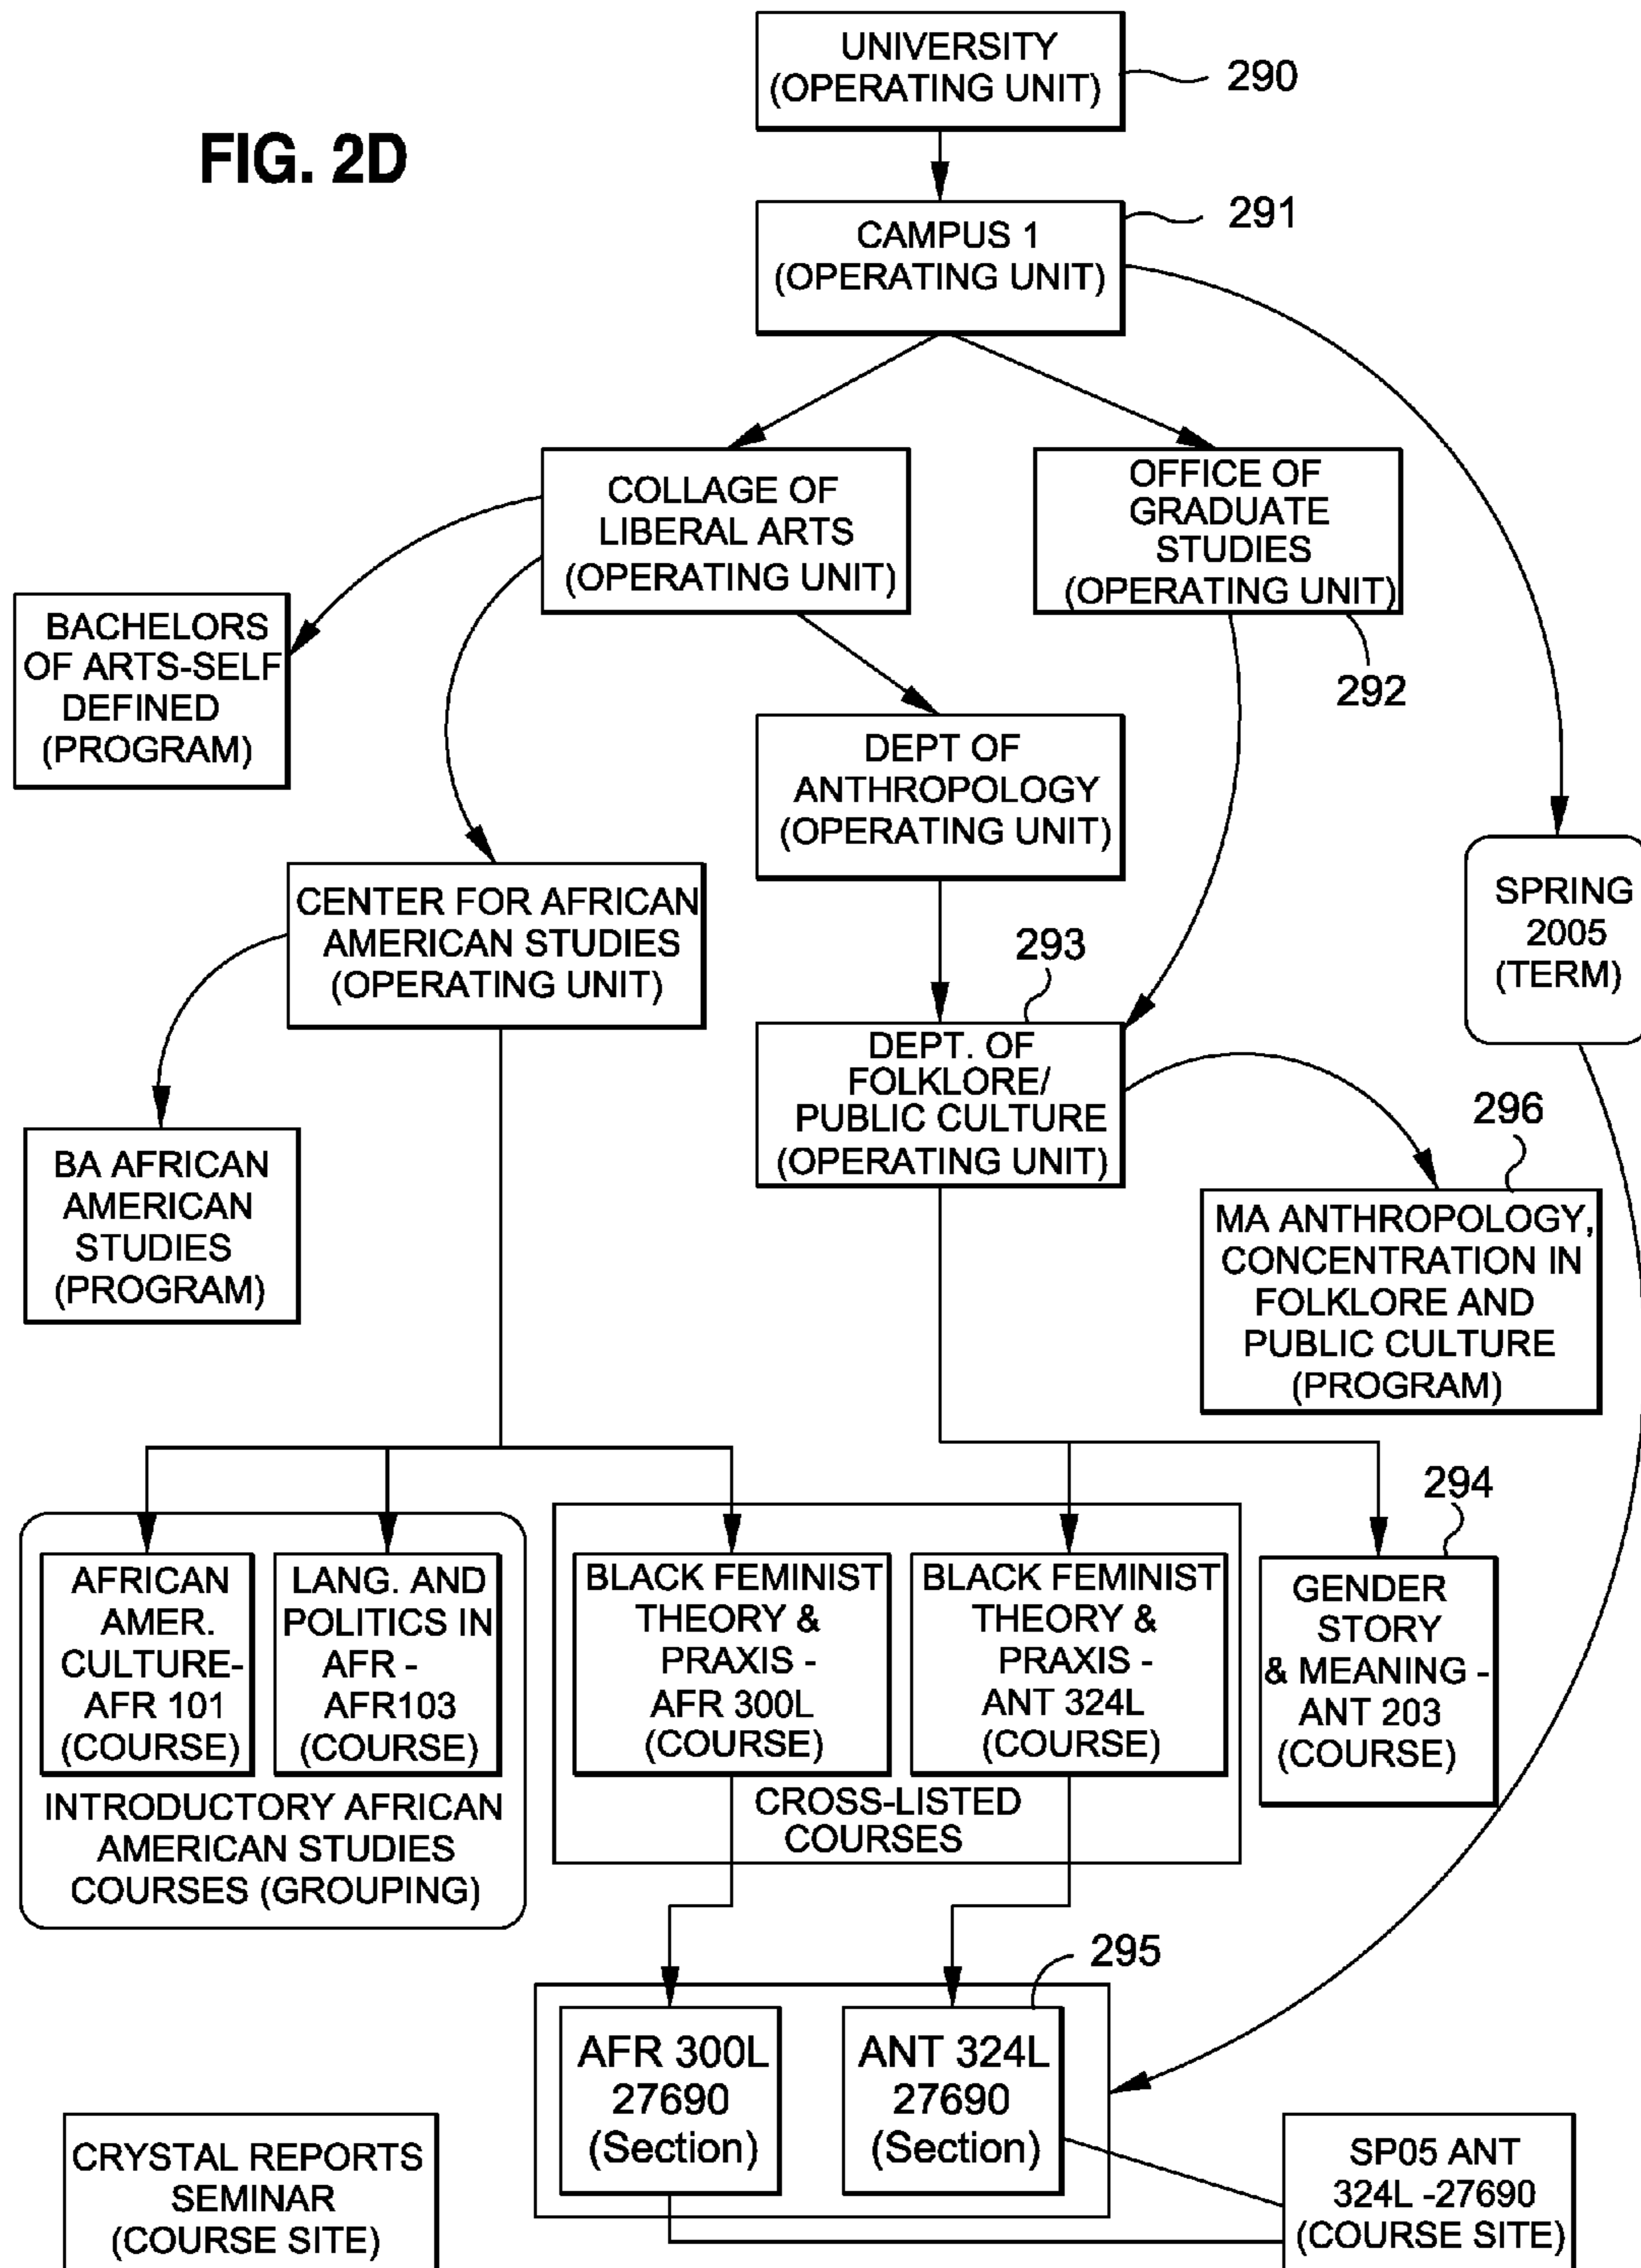 FIG. 2D
UNIVERSITY
(OPERATING UNIT)
290
CAMPUS 1
(OPERATING UNIT)
291
COLLAGE OF
LIBERAL ARTS
(OPERATING UNIT)
OFFICE OF
GRADUATE
STUDIES
(OPERATING UNIT)
292
BACHELORS
OF ARTS-SELF
DEFINED
(PROGRAM)
DEPT OF
ANTHROPOLOGY
(OPERATING UNIT)
SPRING
2005
(TERM)
CENTER FOR AFRICAN
AMERICAN STUDIES
(OPERATING UNIT)
293
DEPT. OF
FOLKLORE/
PUBLIC CULTURE
(OPERATING UNIT)
296
BA AFRICAN
AMERICAN
STUDIES
(PROGRAM)
MA ANTHROPOLOGY,
CONCENTRATION IN
FOLKLORE AND
PUBLIC CULTURE
(PROGRAM)
294
AFRICAN
AMER.
CULTURE-
AFR 101
(COURSE)
LANG. AND
POLITICS IN
AFR -
AFR103
(COURSE)
INTRODUCTORY AFRICAN
AMERICAN STUDIES
COURSES (GROUPING)
BLACK FEMINIST
THEORY &
PRAXIS -
AFR 300L
(COURSE)
BLACK FEMINIST
THEORY &
PRAXIS -
ANT 324L
(COURSE)
CROSS-LISTED
COURSES
GENDER
STORY
& MEANING -
ANT 203
(COURSE)
295
AFR 300L
27690
(Section)
ANT 324L
27690
(Section)
CRYSTAL REPORTS
SEMINAR
(COURSE SITE)
SP05 ANT
324L -27690
(COURSE SITE)